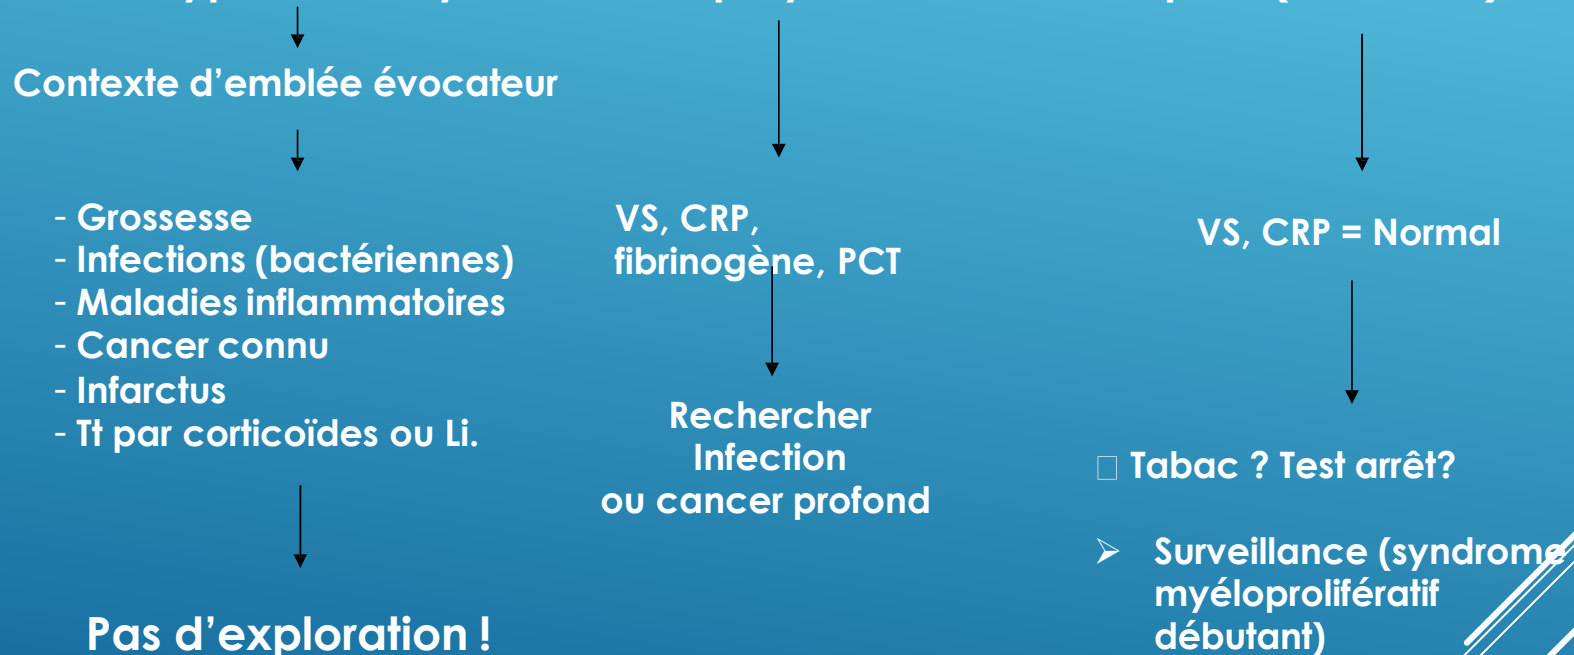 Contexte d'emblée évocateur
- Grossesse
- Infections (bactériennes)
- Maladies inflammatoires
- Cancer connu
- Infarctus
- Tt par corticoïdes ou Li.
Pas d'exploration !
VS, CRP,
fibrinogène, PCT
Rechercher
Infection
ou cancer profond
VS, CRP = Normal
□ Tabac ? Test arrêt?
➢ Surveillance (syndrome
myéloprolifératif
débutant)